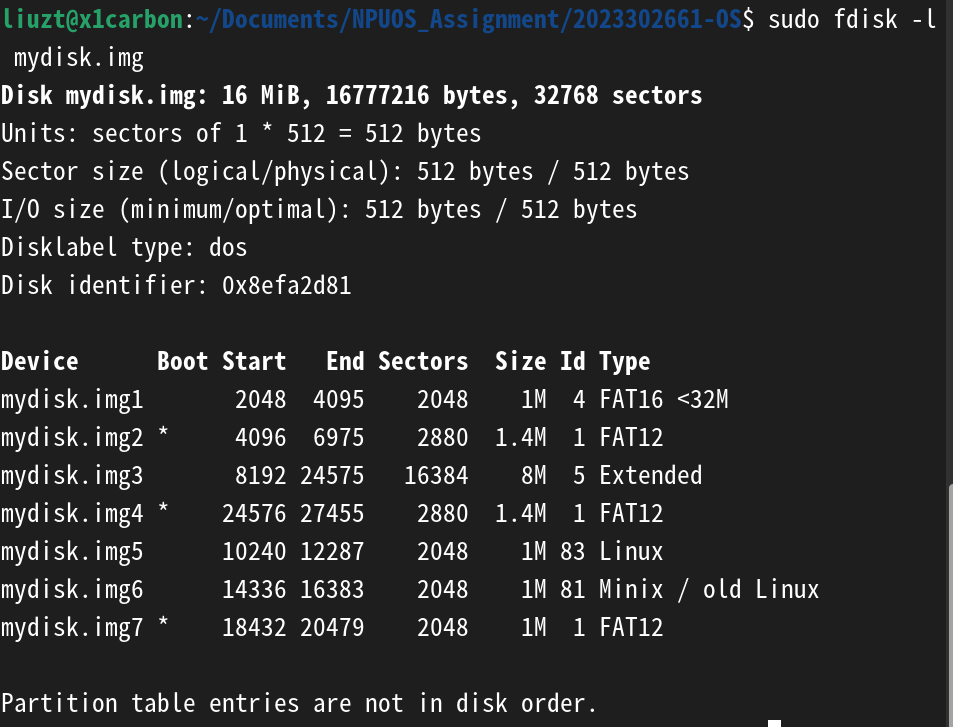 liuzt@x1carbon:~/Documents/NPUOS_Assignment/2023302661-OS$ sudo fdisk -l
 mydisk.img
Disk mydisk.img: 16 MiB, 16777216 bytes, 32768 sectors
Units: sectors of 1 * 512 = 512 bytes
Sector size (logical/physical): 512 bytes / 512 bytes
I/O size (minimum/optimal): 512 bytes / 512 bytes
Disklabel type: dos
Disk identifier: 0x8efa2d81

Device      Boot Start   End Sectors  Size Id Type
mydisk.img1       2048  4095    2048    1M  4 FAT16 <32M
mydisk.img2 *     4096  6975    2880  1.4M  1 FAT12
mydisk.img3       8192 24575   16384    8M  5 Extended
mydisk.img4 *    24576 27455    2880  1.4M  1 FAT12
mydisk.img5      10240 12287    2048    1M 83 Linux
mydisk.img6      14336 16383    2048    1M 81 Minix / old Linux
mydisk.img7 *    18432 20479    2048    1M  1 FAT12

Partition table entries are not in disk order.